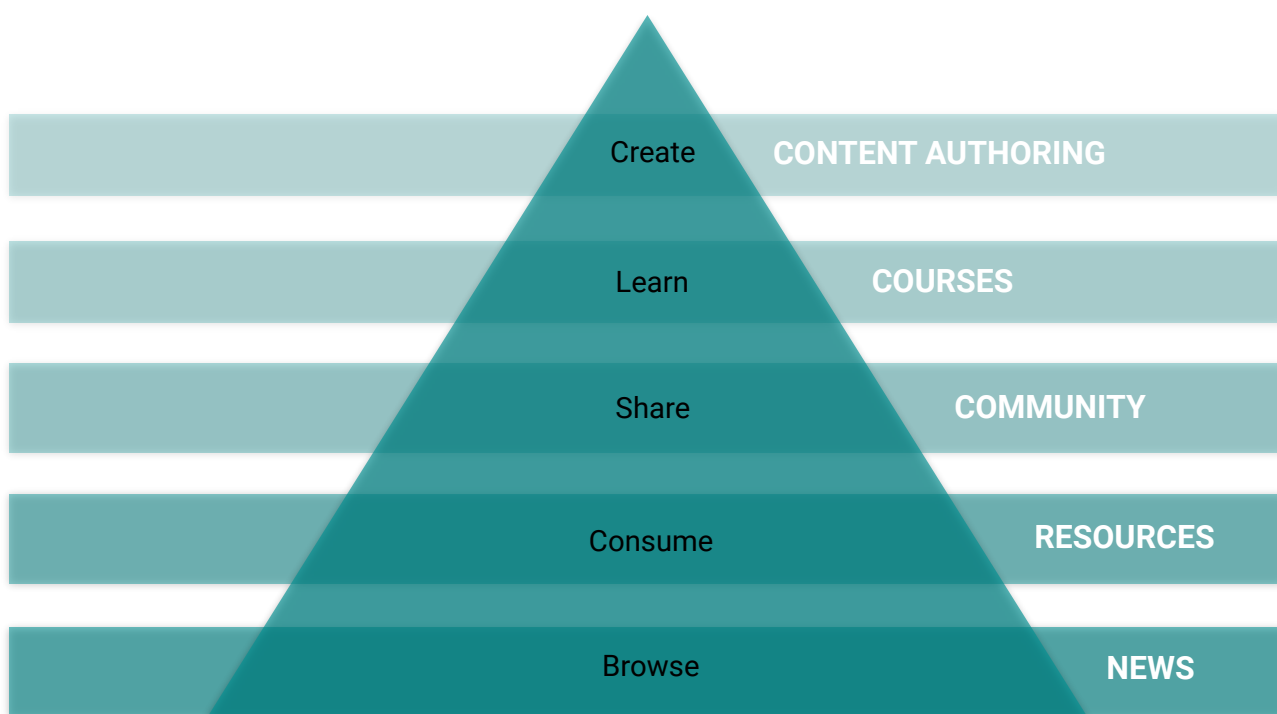 Create CONTENT AUTHORING
Learn COURSES
Share COMMUNITY
Consume RESOURCES
Browse NEWS